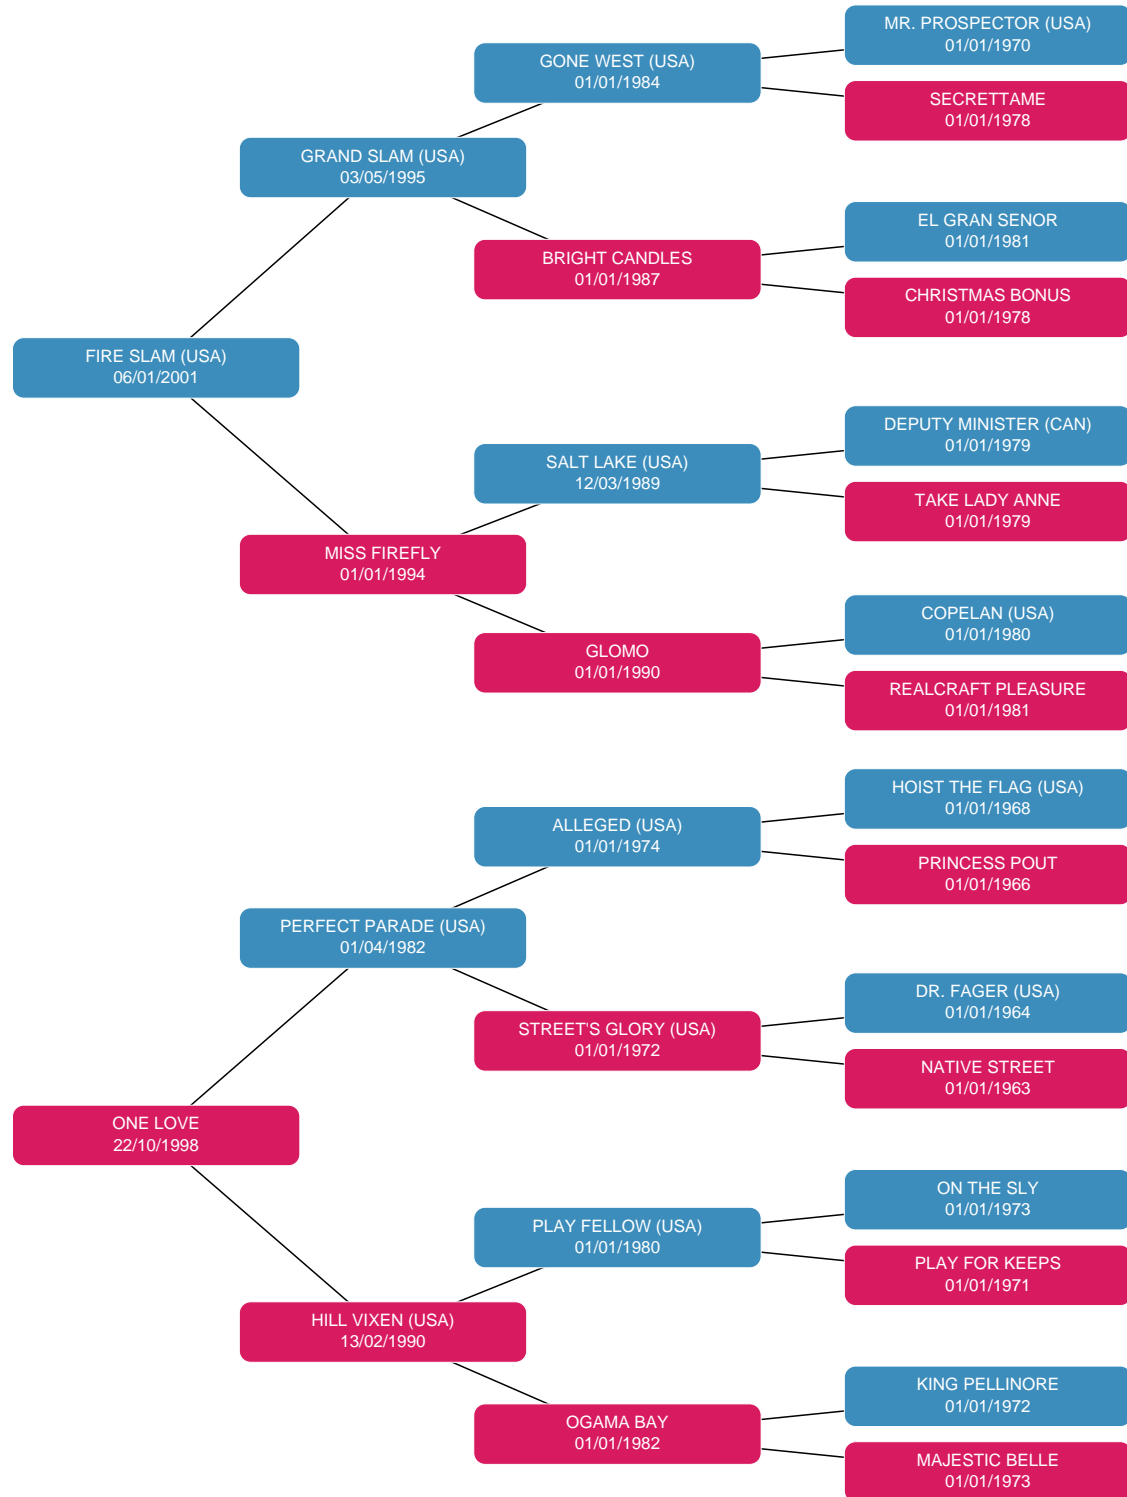 MR. PROSPECTOR (USA)
01/01/1970
GONE WEST (USA)
01/01/1984
SECRETTAME
01/01/1978
GRAND SLAM (USA)
03/05/1995
EL GRAN SENOR
01/01/1981
BRIGHT CANDLES
01/01/1987
CHRISTMAS BONUS
01/01/1978
FIRE SLAM (USA)
06/01/2001
DEPUTY MINISTER (CAN)
01/01/1979
SALT LAKE (USA)
12/03/1989
TAKE LADY ANNE
01/01/1979
MISS FIREFLY
01/01/1994
COPELAN (USA)
01/01/1980
GLOMO
01/01/1990
REALCRAFT PLEASURE
01/01/1981
HOIST THE FLAG (USA)
01/01/1968
ALLEGED (USA)
01/01/1974
PRINCESS POUT
01/01/1966
PERFECT PARADE (USA)
01/04/1982
DR. FAGER (USA)
01/01/1964
STREET'S GLORY (USA)
01/01/1972
NATIVE STREET
01/01/1963
ONE LOVE
22/10/1998
ON THE SLY
01/01/1973
PLAY FELLOW (USA)
01/01/1980
PLAY FOR KEEPS
01/01/1971
HILL VIXEN (USA)
13/02/1990
KING PELLINORE
01/01/1972
OGAMA BAY
01/01/1982
MAJESTIC BELLE
01/01/1973